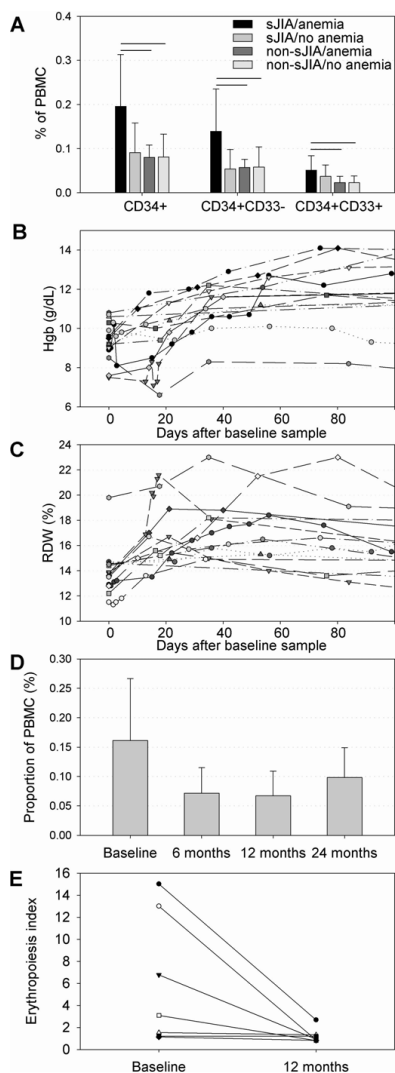 A
sJIA/anemia
sJIA/no anemia
non-sJIA/anemia
non-sJIA/no anemia
% of PBMC
0.4
0.3
0.2
0.1
0.0
CD34+ CD34+CD33- CD34+CD33+
B
Hgb (g/dL)
14
12
10
8
6
0 20 40 60 80
Days after baseline sample
C
RDW (%)
24
22
20
18
16
14
12
10
0 20 40 60 80
Days after baseline sample
D
Proportion of PBMC (%)
0.30
0.25
0.20
0.15
0.10
0.05
0.00
Baseline 6 months 12 months 24 months
E
Erythropoiesis index
16
14
12
10
8
6
4
2
0
Baseline 12 months